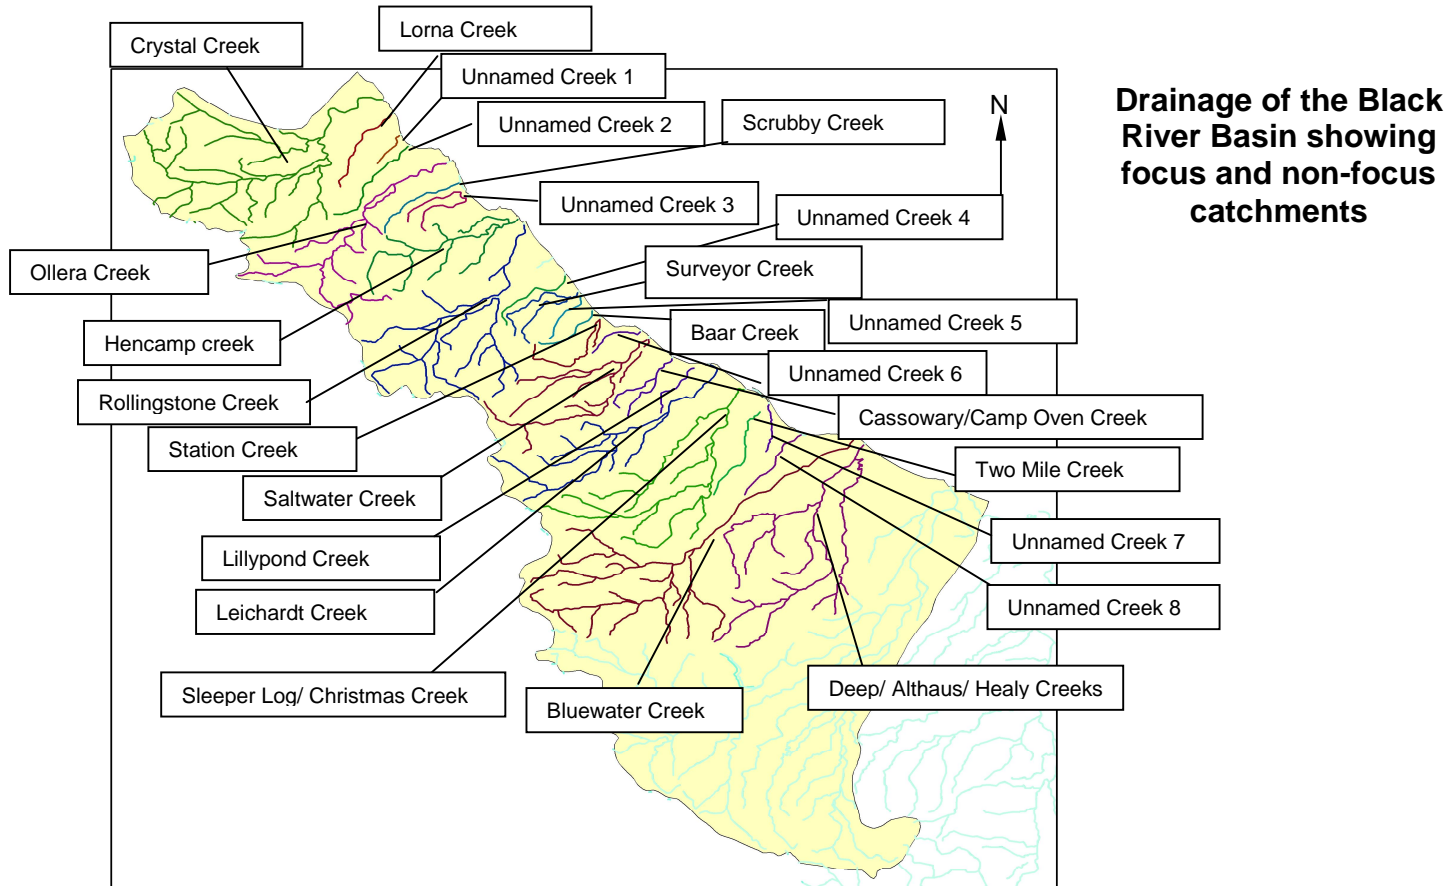 Lorna Creek
Crystal Creek
Unnamed Creek 1
Drainage of the Black
River Basin showing
focus and non-focus
catchments
N
Unnamed Creek 2
Scrubby Creek
Unnamed Creek 3
Unnamed Creek 4
Ollera Creek
Surveyor Creek
Unnamed Creek 5
Baar Creek
Hencamp creek
Unnamed Creek 6
Rollingstone Creek
Cassowary/Camp Oven Creek
Station Creek
Two Mile Creek
Saltwater Creek
Unnamed Creek 7
Lillypond Creek
Leichardt Creek
Unnamed Creek 8
Sleeper Log/ Christmas Creek
Deep/ Althaus/ Healy Creeks
Bluewater Creek